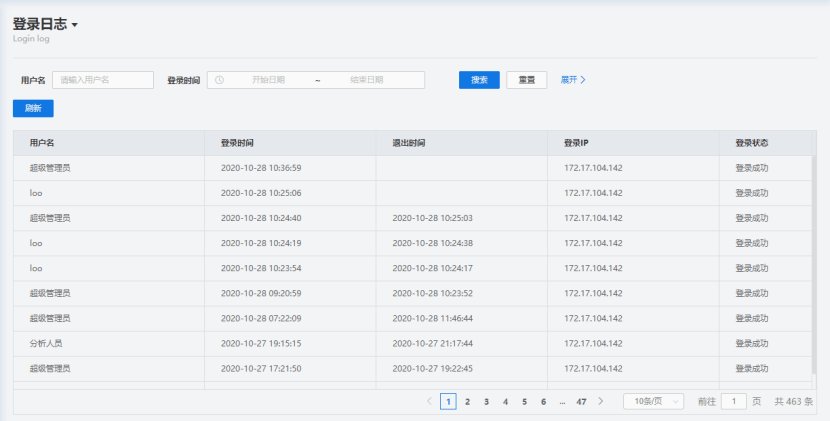 登录日志
Login log
用户名 请输入用户名 登录时间 开始日期 ~ 结束日期 搜索 重置 展开
刷新
用户名 登录时间 退出时间 登录IP 登录状态
超级管理员 2020-10-28 10:36:59 172.17.104.142 登录成功
loo 2020-10-28 10:25:06 172.17.104.142 登录成功
超级管理员 2020-10-28 10:24:40 2020-10-28 10:25:03 172.17.104.142 登录成功
loo 2020-10-28 10:24:19 2020-10-28 10:24:38 172.17.104.142 登录成功
loo 2020-10-28 10:23:54 2020-10-28 10:24:17 172.17.104.142 登录成功
超级管理员 2020-10-28 09:20:59 2020-10-28 10:23:52 172.17.104.142 登录成功
超级管理员 2020-10-28 07:22:09 2020-10-28 11:46:44 172.17.104.142 登录成功
分析人员 2020-10-27 19:15:15 2020-10-27 21:17:44 172.17.104.142 登录成功
超级管理员 2020-10-27 17:21:50 2020-10-27 19:22:45 172.17.104.142 登录成功
1 2 3 4 5 6 ... 47 10条/页 前往 1 页 共 463 条